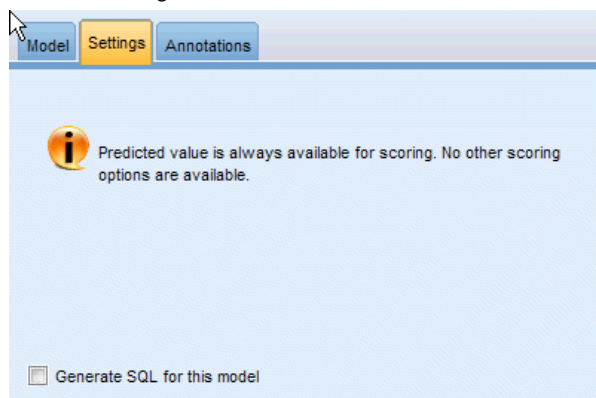 Model Settings Annotations
Predicted value is always available for scoring. No other scoring
options are available.
Generate SQL for this model